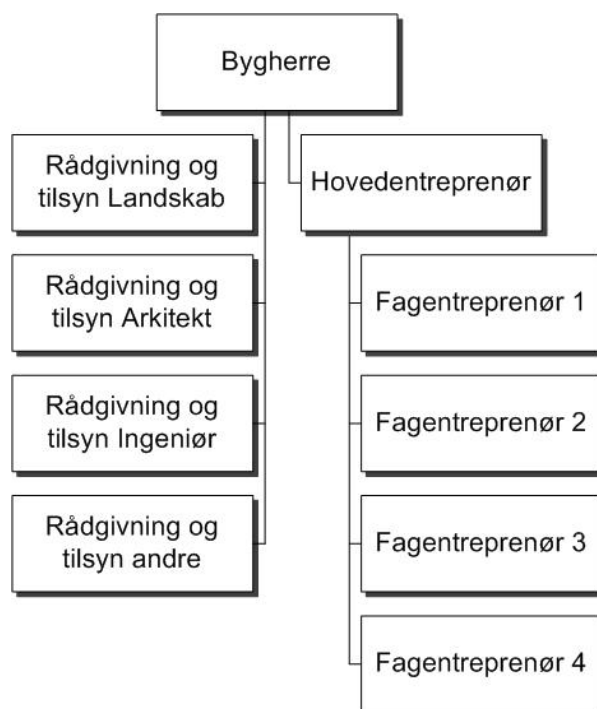 Bygherre
Rådgivning og
tilsyn Landskab
Hovedentreprenør
Rådgivning og
tilsyn Arkitekt
Fagentreprenør 1
Rådgivning og
tilsyn Ingeniør
Fagentreprenør 2
Rådgivning og
tilsyn andre
Fagentreprenør 3
Fagentreprenør 4